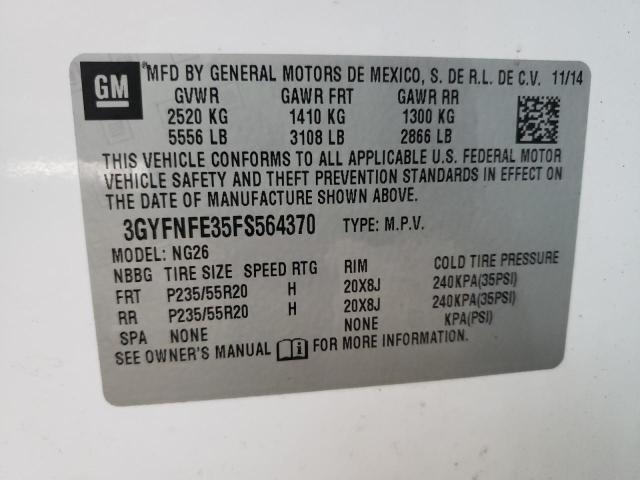 GM MFD BY GENERAL MOTORS DE MEXICO, S. DE R.L. DE C.V. 11/14
GVWR GAWR FRT GAWR RR
2520 KG 1410 KG 1300 KG
5556 LB 3108 LB 2866 LB
THIS VEHICLE CONFORMS TO ALL APPLICABLE U.S. FEDERAL MOTOR
VEHICLE SAFETY AND THEFT PREVENTION STANDARDS IN EFFECT ON
THE DATE OF MANUFACTURE SHOWN ABOVE.
3GYFNFE35FS564370 TYPE: M.P.V.
MODEL: NG26
NBBG TIRE SIZE SPEED RTG RIM COLD TIRE PRESSURE
FRT P235/55R20 H 20X8J 240KPA(35PSI)
RR P235/55R20 H 20X8J 240KPA(35PSI)
SPA NONE NONE KPA(PSI)
SEE OWNER'S MANUAL FOR MORE INFORMATION.